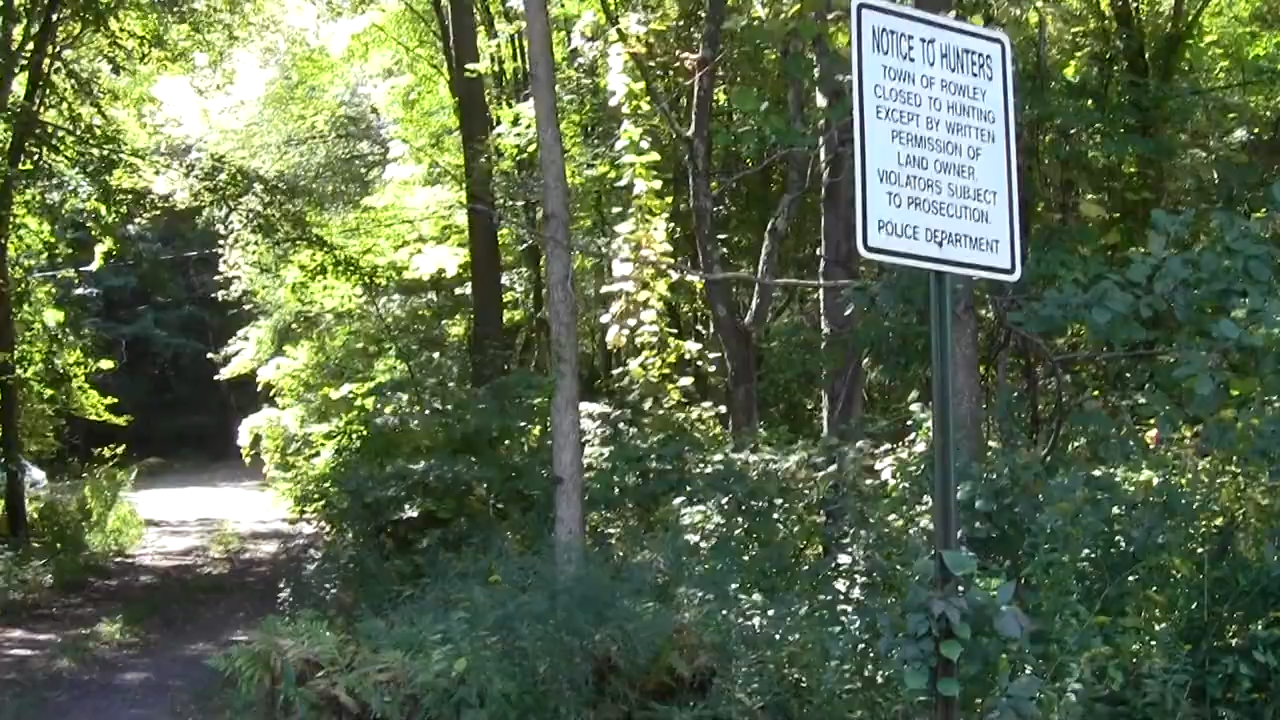 NOTICE TO HUNTERS
TOWN OF ROWLEY
CLOSED TO HUNTING
EXCEPT BY WRITTEN
PERMISSION OF
LAND OWNER.
VIOLATORS SUBJECT
TO PROSECUTION.
POLICE DEPARTMENT